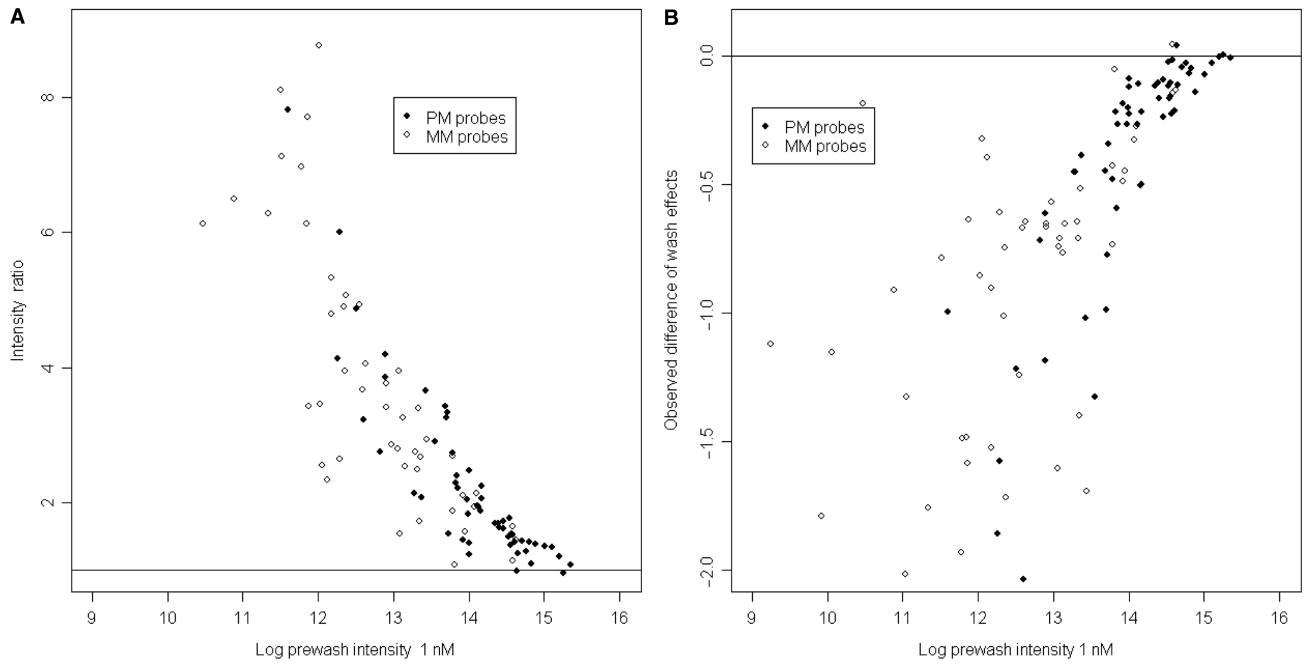 A
Intensity ratio
8
6
4
2
PM probes
MM probes
9 10 11 12 13 14 15 16
Log prewash intensity 1 nM
B
Observed difference of wash effects
0.0
-0.5
-1.0
-1.5
-2.0
PM probes
MM probes
9 10 11 12 13 14 15 16
Log prewash intensity 1 nM